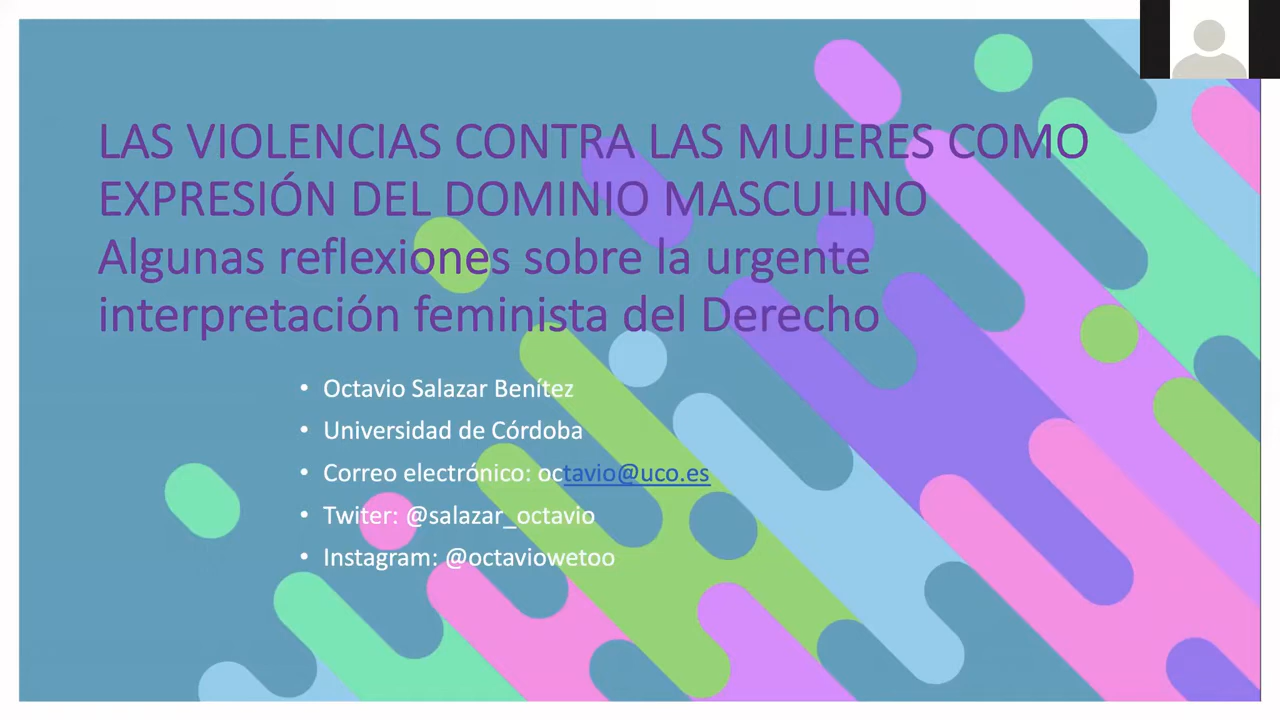 LAS VIOLENCIAS CONTRA LAS MUJERES COMO
EXPRESIÓN DEL DOMINIO MASCULINO
Algunas reflexiones sobre la urgente
interpretación feminista del Derecho
• Octavio Salazar Benítez
• Universidad de Córdoba
• Correo electrónico: octavio@uco.es
• Twiter: @salazar_octavio
• Instagram: @octaviowetoo